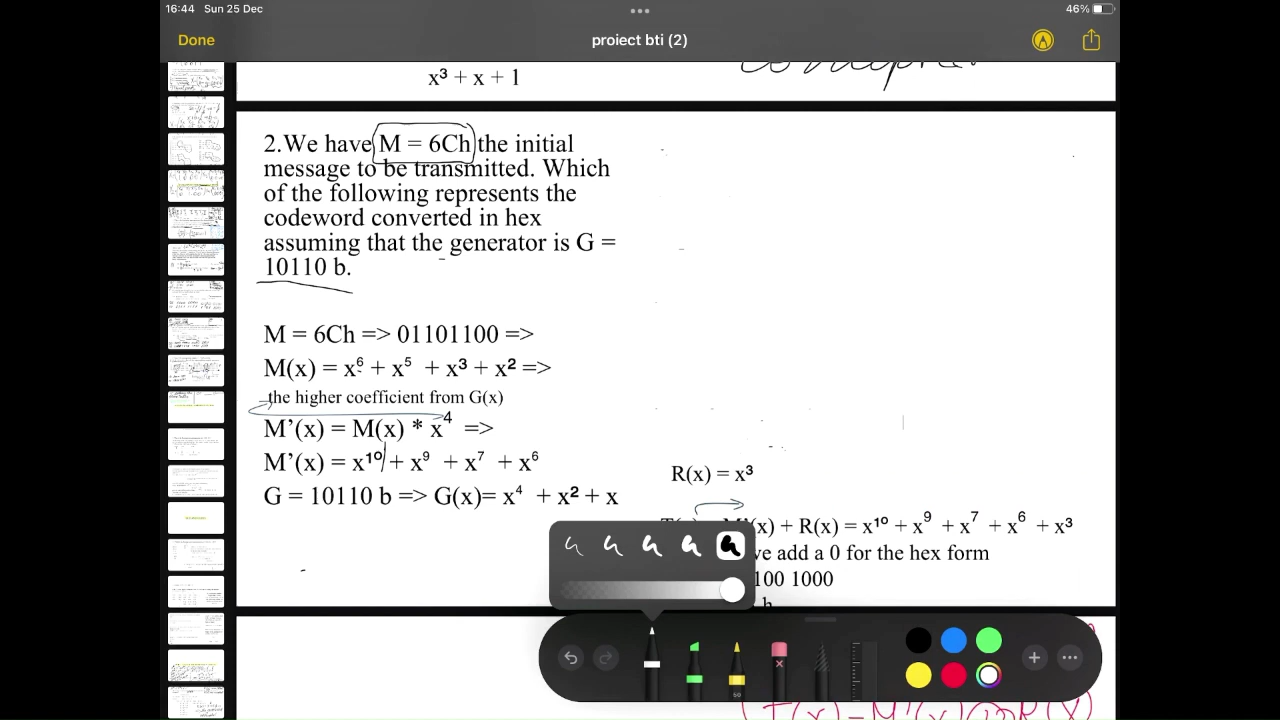 16:44 Sun 25 Dec
46%
Done
proiect bti (2)
x³ + x + 1
2.We have M = 6Ch the initial
message to be transmitted. Which
of the following represents the
codeword converted in hex
assuming that the generator is G =
10110 b.
M = 6Ch => 01101100 =>
M(x) = x⁶ + x⁵ + x³ + x² =>
the higher coefficient from G(x)
M'(x) = M(x) * x⁴ =>
M'(x) = x¹⁰ + x⁹ + x⁷ + x⁶
G = 10110 b => G(x)= x⁴ + x² + x
R(x) = x³
(x) + R(x) = x¹⁰ + x⁹ + x⁷ + x⁶ + x³
add a 0 for the hex form
100 1000
h